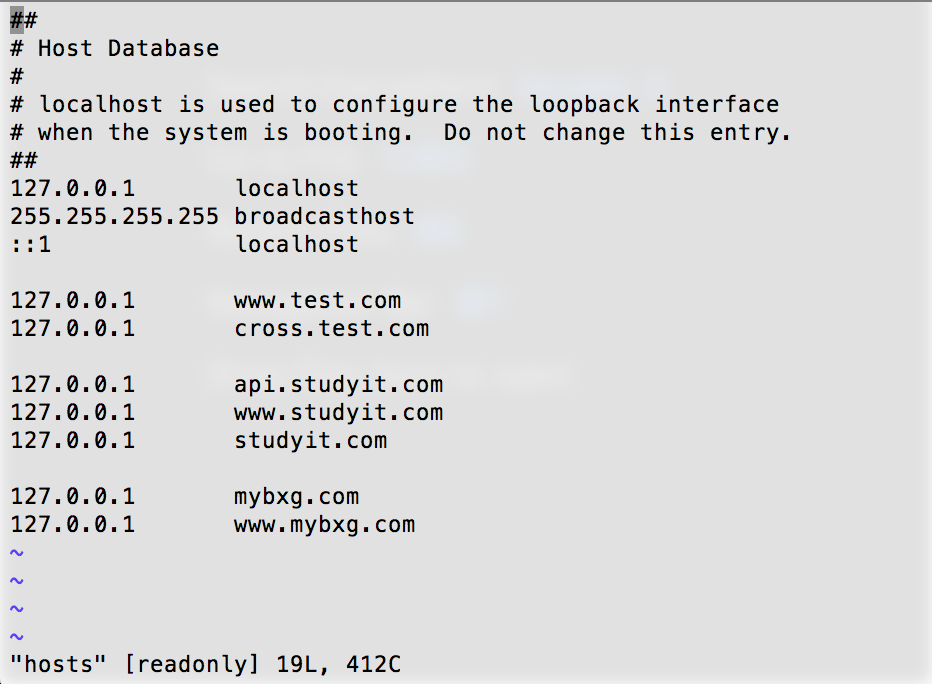 ##
# Host Database
#
# localhost is used to configure the loopback interface
# when the system is booting.  Do not change this entry.
##
127.0.0.1       localhost
255.255.255.255 broadcasthost
::1             localhost

127.0.0.1       www.test.com
127.0.0.1       cross.test.com

127.0.0.1       api.studyit.com
127.0.0.1       www.studyit.com
127.0.0.1       studyit.com

127.0.0.1       mybxg.com
127.0.0.1       www.mybxg.com
~
~
~
~
"hosts" [readonly] 19L, 412C